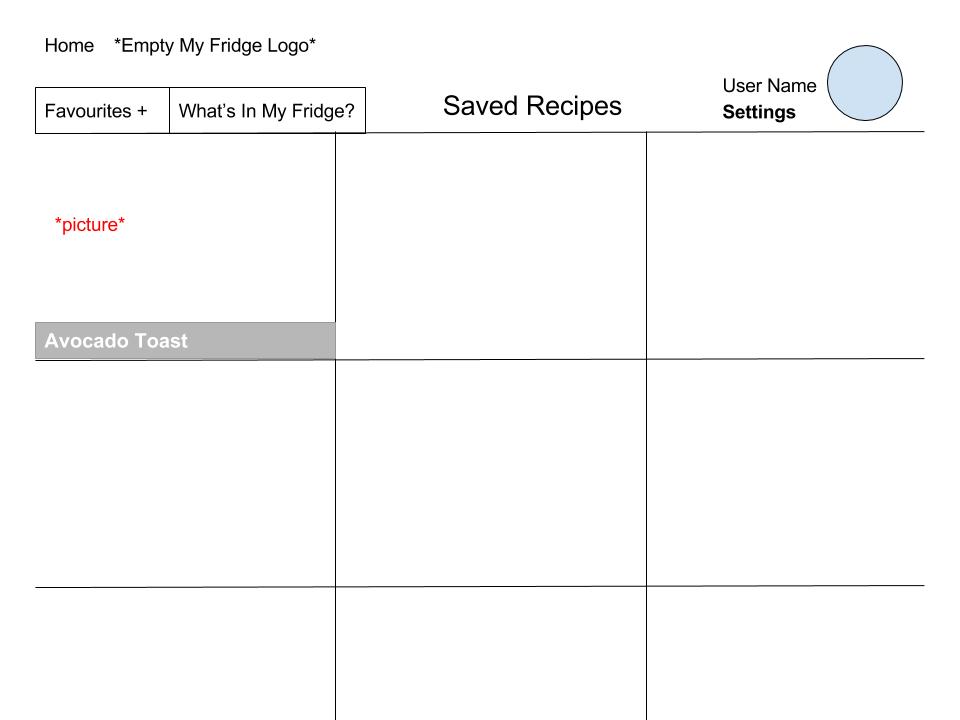 Home *Empty My Fridge Logo*
User Name
Settings
Favourites +
What's In My Fridge?
Saved Recipes
*picture*
Avocado Toast